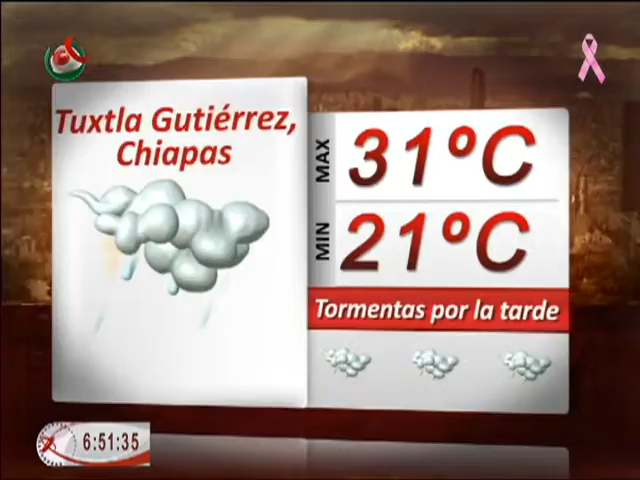 Tuxtla Gutiérrez,
Chiapas
MAX 31ºC
MIN 21ºC
Tormentas por la tarde
6:51:35